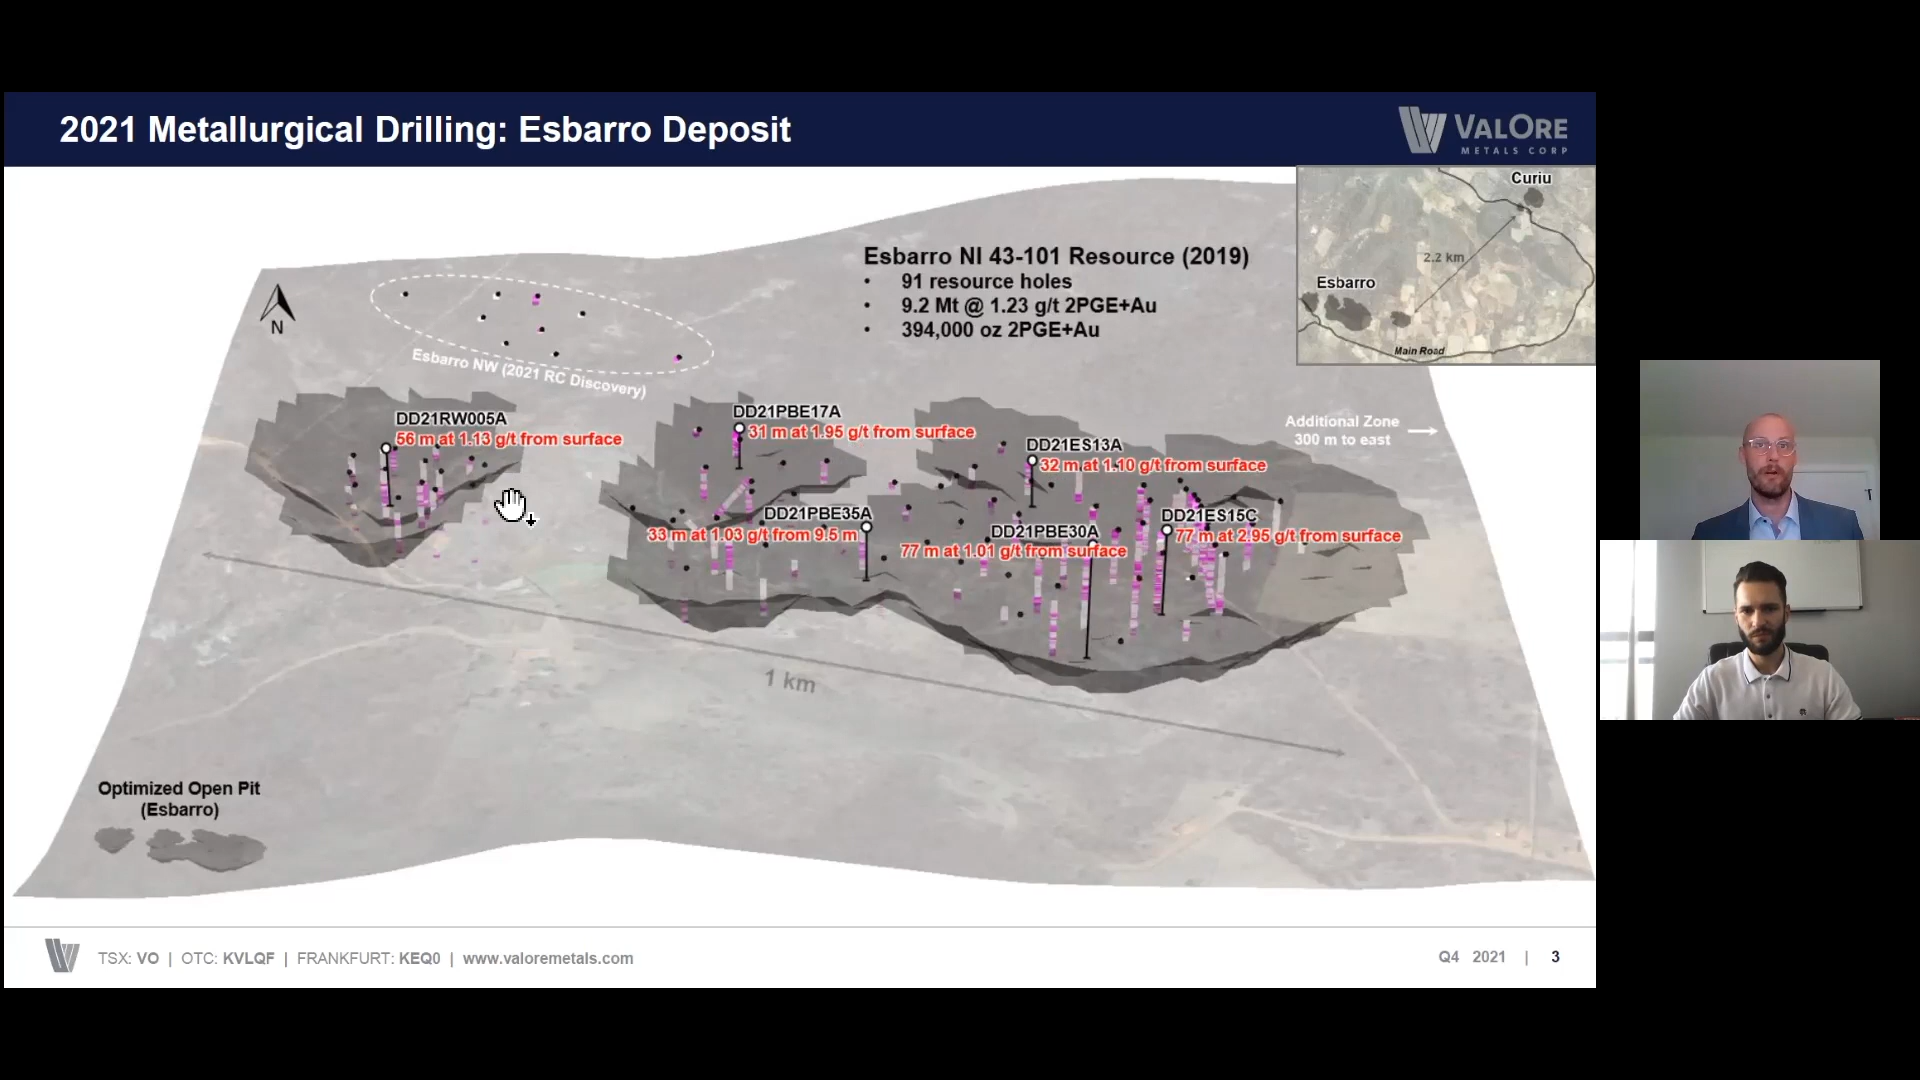 2021 Metallurgical Drilling: Esbarro Deposit
VALORE
METALS CORP
Curiu
2.2 km
Esbarro
Main Road
Esbarro NI 43-101 Resource (2019)
• 91 resource holes
• 9.2 Mt @ 1.23 g/t 2PGE+Au
• 394,000 oz 2PGE+Au
N
Esbarro NW (2021 RC Discovery)
DD21RW005A
56 m at 1.13 g/t from surface
DD21PBE17A
31 m at 1.95 g/t from surface
Additional Zone
300 m to east
DD21ES13A
32 m at 1.10 g/t from surface
DD21PBE35A
33 m at 1.03 g/t from 9.5 m
DD21PBE30A
77 m at 1.01 g/t from surface
DD21ES15C
77 m at 2.95 g/t from surface
1 km
Optimized Open Pit
(Esbarro)
TSX: VO | OTC: KVLQF | FRANKFURT: KEQ0 | www.valoremetals.com
Q4 2021 | 3